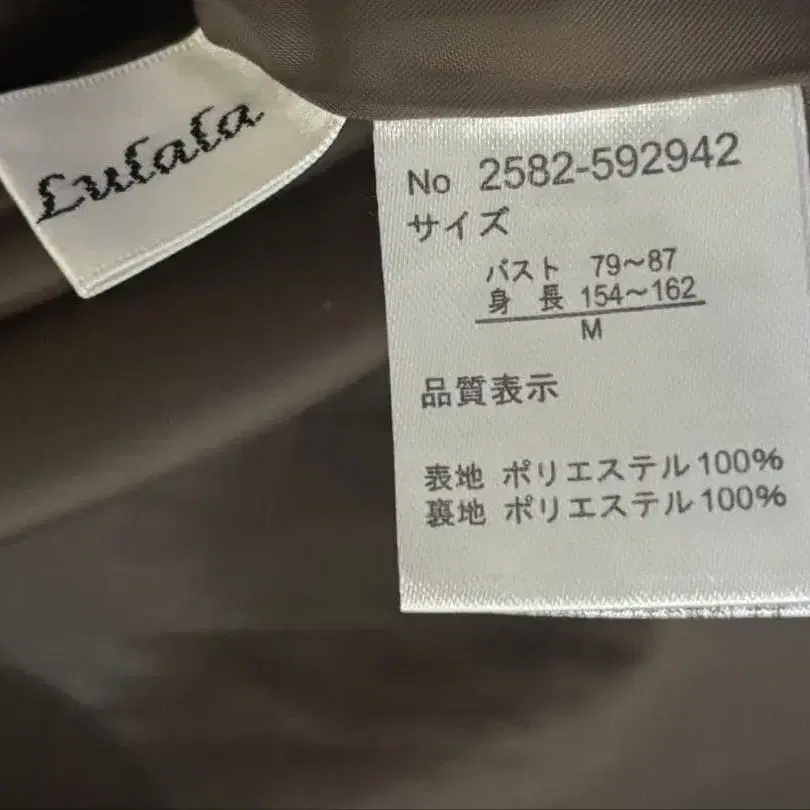 Lulala
No 2582-592942
サイズ
バスト 79～87
身 長 154～162
M
品質表示
表地 ポリエステル100%
裏地 ポリエステル100%